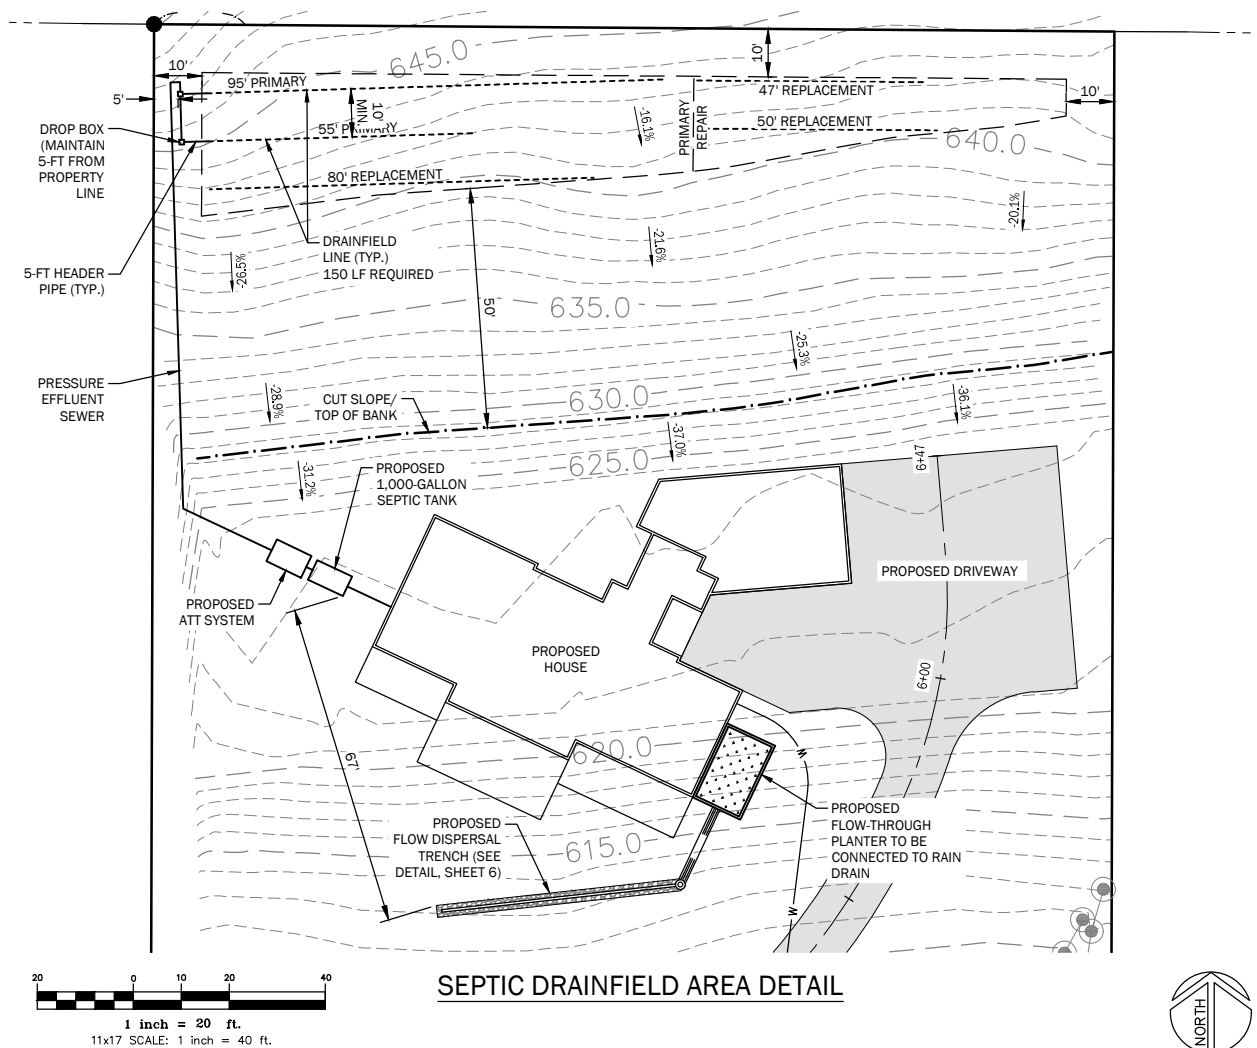 645.0
10'
10'
95' PRIMARY
47' REPLACEMENT
10'
5'
10'
MIN
PRIMARY
REPAIR
-16.1%
DROP BOX
(MAINTAIN
5-FT FROM
PROPERTY
LINE
55' PRIMARY
50' REPLACEMENT
640.0
80' REPLACEMENT
-20.1%
DRAINFIELD
LINE (TYP.)
150 LF REQUIRED
-21.6%
-26.5%
5-FT HEADER
PIPE (TYP.)
50'
635.0
-25.3%
PRESSURE
EFFLUENT
SEWER
-28.9%
CUT SLOPE/
TOP OF BANK
630.0
-36.1%
-37.0%
625.0
6+47
-31.2%
PROPOSED
1,000-GALLON
SEPTIC TANK
PROPOSED DRIVEWAY
PROPOSED
ATT SYSTEM
PROPOSED
HOUSE
6+00
620.0
W
67'
PROPOSED
FLOW DISPERSAL
TRENCH (SEE
DETAIL, SHEET 6)
615.0
PROPOSED
FLOW-THROUGH
PLANTER TO BE
CONNECTED TO RAIN
DRAIN
W
20
0
10
20
40
1 inch = 20 ft.
11x17 SCALE: 1 inch = 40 ft.
SEPTIC DRAINFIELD AREA DETAIL
NORTH